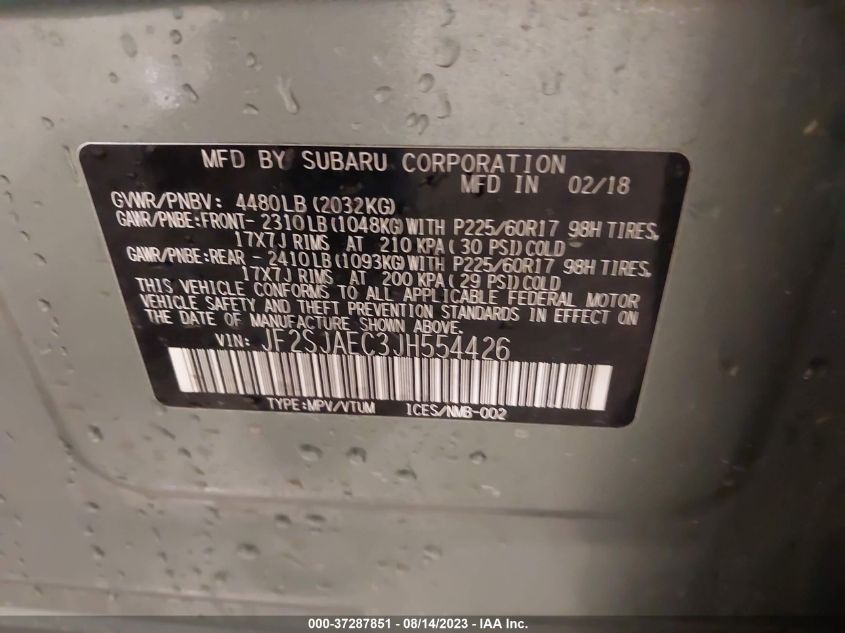 MFD BY SUBARU CORPORATION
MFD IN 02/18
GVWR/PNBV: 4480LB (2032KG)
GAWR/PNBE:FRONT- 2310LB (1048KG) WITH P225/60R17 98H TIRES,
17X7J RIMS AT 210 KPA ( 30 PSI) COLD
GAWR/PNBE:REAR - 2410LB (1093KG) WITH P225/60R17 98H TIRES,
17X7J RIMS AT 200 KPA ( 29 PSI) COLD
THIS VEHICLE CONFORMS TO ALL APPLICABLE FEDERAL MOTOR
VEHICLE SAFETY AND THEFT PREVENTION STANDARDS IN EFFECT ON
THE DATE OF MANUFACTURE SHOWN ABOVE.
VIN: JF2SJAEC3JH554426
TYPE:MPV/VTUM ICES/NMB-002
000-37287851 - 08/14/2023 - IAA Inc.